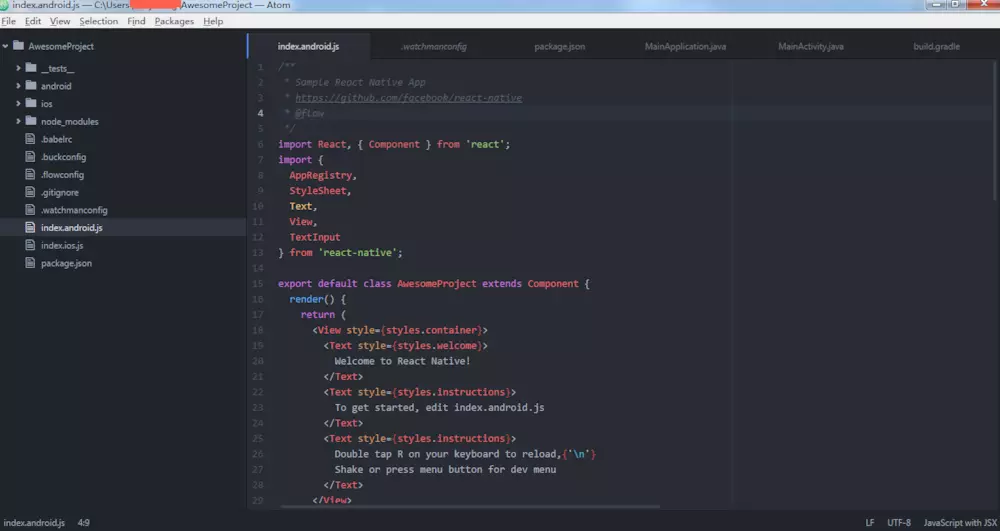 index.android.js — C:\Users\ AwesomeProject — Atom
File Edit View Selection Find Packages Help
AwesomeProject
__tests__
android
ios
node_modules
.babelrc
.buckconfig
.flowconfig
.gitignore
.watchmanconfig
index.android.js
index.ios.js
package.json
index.android.js .watchmanconfig package.json MainApplication.java MainActivity.java build.gradle
1 /**
2  * Sample React Native App
3  * https://github.com/facebook/react-native
4  * @flow
5  */
6 import React, { Component } from 'react';
7 import {
8   AppRegistry,
9   StyleSheet,
10   Text,
11   View,
12   TextInput
13 } from 'react-native';
14
15 export default class AwesomeProject extends Component {
16   render() {
17     return (
18       <View style={styles.container}>
19         <Text style={styles.welcome}>
20           Welcome to React Native!
21         </Text>
22         <Text style={styles.instructions}>
23           To get started, edit index.android.js
24         </Text>
25         <Text style={styles.instructions}>
26           Double tap R on your keyboard to reload,{'\n'}
27           Shake or press menu button for dev menu
28         </Text>
29       </View>
index.android.js 4:9 LF UTF-8 JavaScript with JSX